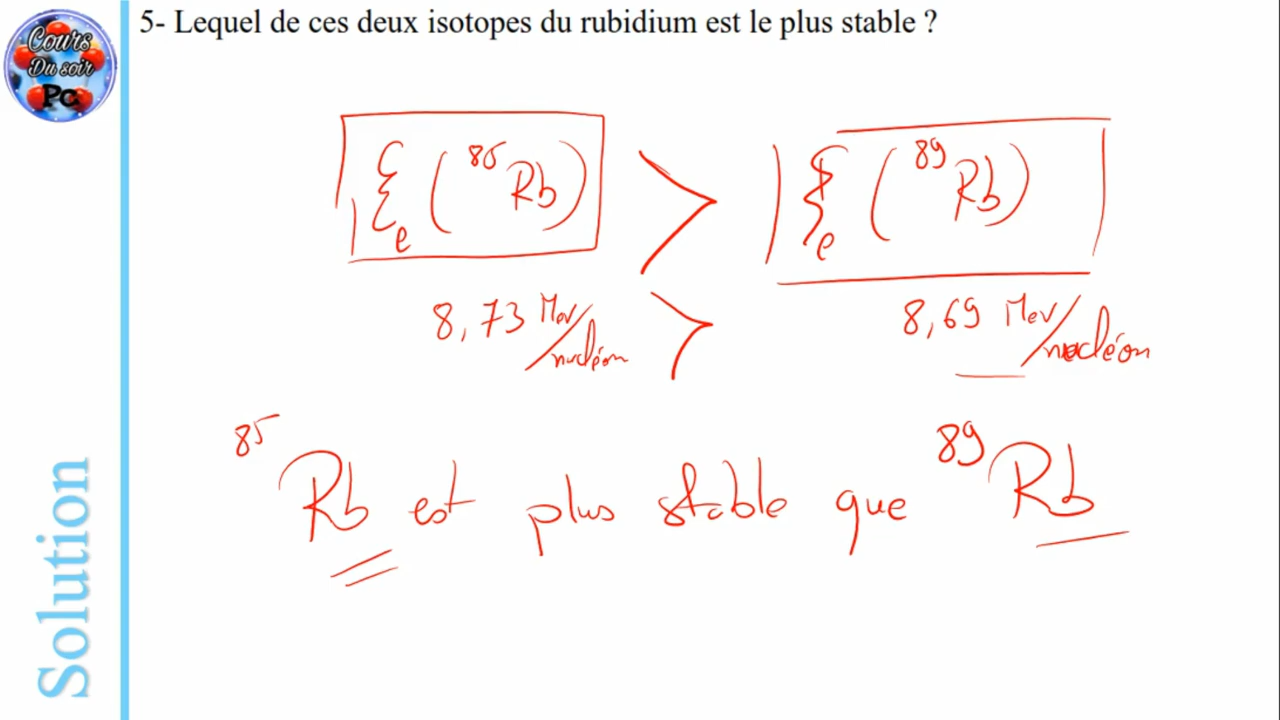 5- Lequel de ces deux isotopes du rubidium est le plus stable ?
Cours
Du soir
Pc
ξe (⁸⁵Rb) > ξe (⁸⁹Rb)
8,73 Mev/nucléon > 8,69 Mev/nucléon
⁸⁵Rb est plus stable que ⁸⁹Rb
Solution